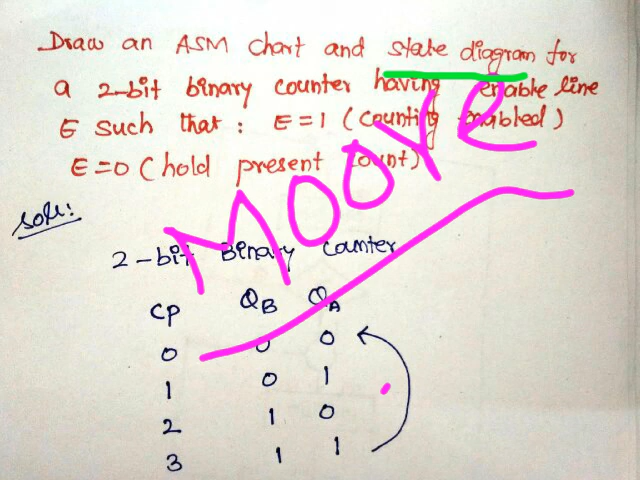 Draw an ASM chart and state diagram for
a 2-bit binary counter having enable line
E such that : E=1 (counting enabled)
E=0 (hold present count)
MOOVE
Soln:
2-bit Binary Counter
CP QB QA
0 0 0
1 0 1
2 1 0
3 1 1